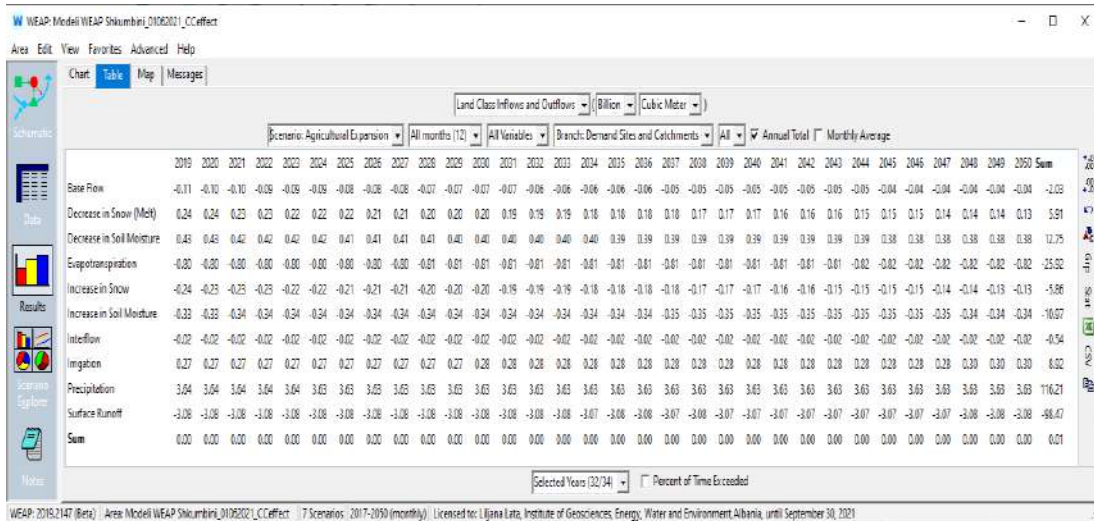 WEAP: Modeli WEAP Shkumbini_01062021_CCeffect
Area Edit View Favorites Advanced Help
Chart Table Map Messages
Land Class Inflows and Outflows ( Billion Cubic Meter )
Scenario: Agricultural Expansion All months (12) All Variables Branch: Demand Sites and Catchments All Annual Total Monthly Average
2019 2020 2021 2022 2023 2024 2025 2026 2027 2028 2029 2030 2031 2032 2033 2034 2035 2036 2037 2038 2039 2040 2041 2042 2043 2044 2045 2046 2047 2048 2049 2050 Sum
Base Flow -0.11 -0.10 -0.10 -0.09 -0.09 -0.09 -0.08 -0.08 -0.08 -0.07 -0.07 -0.07 -0.07 -0.06 -0.06 -0.06 -0.06 -0.06 -0.05 -0.05 -0.05 -0.05 -0.05 -0.05 -0.05 -0.05 -0.04 -0.04 -0.04 -0.04 -0.04 -0.04 -2.03
Decrease in Snow (Melt) 0.24 0.24 0.23 0.23 0.22 0.22 0.22 0.21 0.21 0.20 0.20 0.20 0.19 0.19 0.19 0.18 0.18 0.18 0.18 0.17 0.17 0.17 0.16 0.16 0.16 0.15 0.15 0.15 0.14 0.14 0.14 0.13 5.91
Decrease in Soil Moisture 0.43 0.43 0.42 0.42 0.42 0.42 0.41 0.41 0.41 0.41 0.40 0.40 0.40 0.40 0.40 0.40 0.39 0.39 0.39 0.39 0.39 0.39 0.39 0.39 0.39 0.39 0.38 0.38 0.38 0.38 0.38 0.38 12.75
Evapotranspiration -0.80 -0.80 -0.80 -0.80 -0.80 -0.80 -0.80 -0.80 -0.81 -0.81 -0.81 -0.81 -0.81 -0.81 -0.81 -0.81 -0.81 -0.81 -0.81 -0.81 -0.81 -0.81 -0.81 -0.81 -0.82 -0.82 -0.82 -0.82 -0.82 -0.82 -0.82 -0.82 -25.92
Increase in Snow -0.24 -0.23 -0.23 -0.23 -0.22 -0.22 -0.21 -0.21 -0.21 -0.20 -0.20 -0.20 -0.19 -0.19 -0.19 -0.18 -0.18 -0.18 -0.18 -0.17 -0.17 -0.17 -0.16 -0.16 -0.15 -0.15 -0.15 -0.15 -0.14 -0.14 -0.13 -0.13 -5.86
Increase in Soil Moisture -0.33 -0.33 -0.34 -0.34 -0.34 -0.34 -0.34 -0.34 -0.34 -0.34 -0.34 -0.34 -0.34 -0.34 -0.34 -0.34 -0.34 -0.34 -0.35 -0.35 -0.35 -0.35 -0.35 -0.35 -0.35 -0.35 -0.35 -0.35 -0.34 -0.34 -0.34 -0.34 -10.97
Interflow -0.02 -0.02 -0.02 -0.02 -0.02 -0.02 -0.02 -0.02 -0.02 -0.02 -0.02 -0.02 -0.02 -0.02 -0.02 -0.02 -0.02 -0.02 -0.02 -0.02 -0.02 -0.02 -0.02 -0.02 -0.02 -0.02 -0.02 -0.02 -0.02 -0.02 -0.02 -0.02 -0.54
Irrigation 0.27 0.27 0.27 0.27 0.27 0.27 0.27 0.27 0.27 0.27 0.27 0.28 0.28 0.28 0.28 0.28 0.28 0.28 0.28 0.28 0.28 0.28 0.28 0.28 0.28 0.28 0.28 0.28 0.28 0.30 0.30 0.30 8.92
Precipitation 3.64 3.64 3.64 3.64 3.64 3.63 3.63 3.63 3.63 3.63 3.63 3.63 3.63 3.63 3.63 3.63 3.63 3.63 3.63 3.63 3.63 3.63 3.63 3.63 3.63 3.63 3.63 3.63 3.63 3.63 3.63 3.63 116.21
Surface Runoff -3.08 -3.08 -3.08 -3.08 -3.08 -3.08 -3.08 -3.08 -3.08 -3.08 -3.08 -3.08 -3.08 -3.08 -3.08 -3.07 -3.07 -3.08 -3.08 -3.07 -3.08 -3.07 -3.07 -3.07 -3.07 -3.07 -3.07 -3.07 -3.07 -3.08 -3.08 -3.08 -98.47
Sum 0.00 0.00 0.00 0.00 0.00 0.00 0.00 0.00 0.00 0.00 0.00 0.00 0.00 0.00 0.00 0.00 0.00 0.00 0.00 0.00 0.00 0.00 0.00 0.00 0.00 0.00 0.00 0.00 0.00 0.00 0.00 0.00 0.01
Schematic
Data
Results
Scenario Explorer
Notes
Grp
Stat
CSV
Selected Years (32/34) Percent of Time Exceeded
WEAP: 2019.2147 (Beta) Area: Modeli WEAP Shkumbini_01062021_CCeffect 7 Scenarios 2017-2050 (monthly) Licensed to: Liljana Lata, Institute of Geosciences, Energy, Water and Environment, Albania, until September 30, 2021